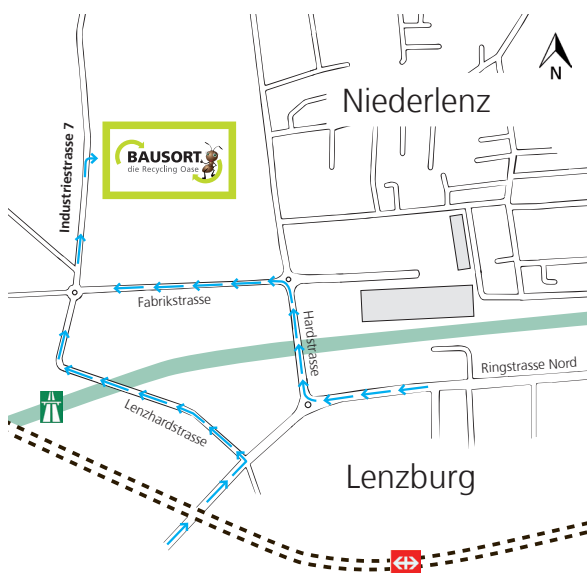 N
Niederlenz
Industriestrasse 7
BAUSORT.
die Recycling Oase
Fabrikstrasse
Hardstrasse
Ringstrasse Nord
Lenzhardstrasse
Lenzburg